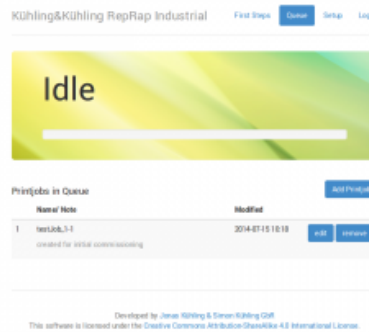 Kühling&Kühling RepRap Industrial
First Steps
Queue
Setup
Idle
Printjobs in Queue
Add Printjob
Name/ Note
Modified
1
testJob_1-1
2014-07-15 10:18
edit
remove
created for initial commissioning
Developed by Jonas Kühling & Simon Kühling GbR
This software is licensed under the Creative Commons Attribution-ShareAlike 4.0 International License.